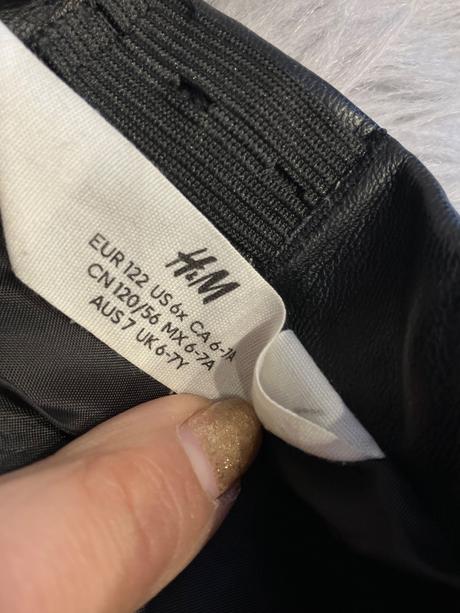 H&M
EUR 122 US 6x CA 6-7A
CN 120/56 MX 6-7A
AUS 7 UK 6-7Y